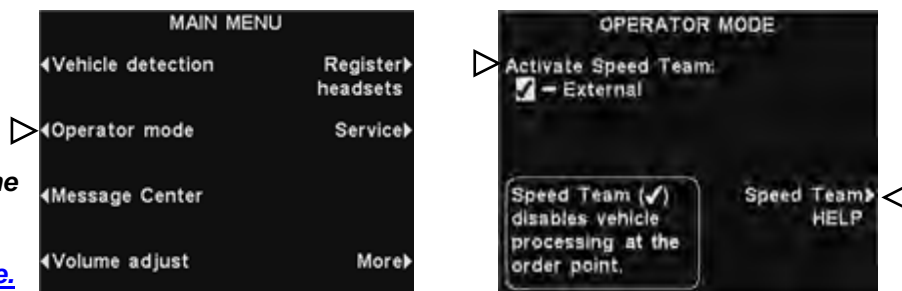 MAIN MENU
◂Vehicle detection
Register▸
headsets
◂Operator mode
Service▸
◂Message Center
◂Volume adjust
More▸
ne
e.
OPERATOR MODE
Activate Speed Team:
✓ – External
Speed Team (✓)
disables vehicle
processing at the
order point.
Speed Team▸
HELP